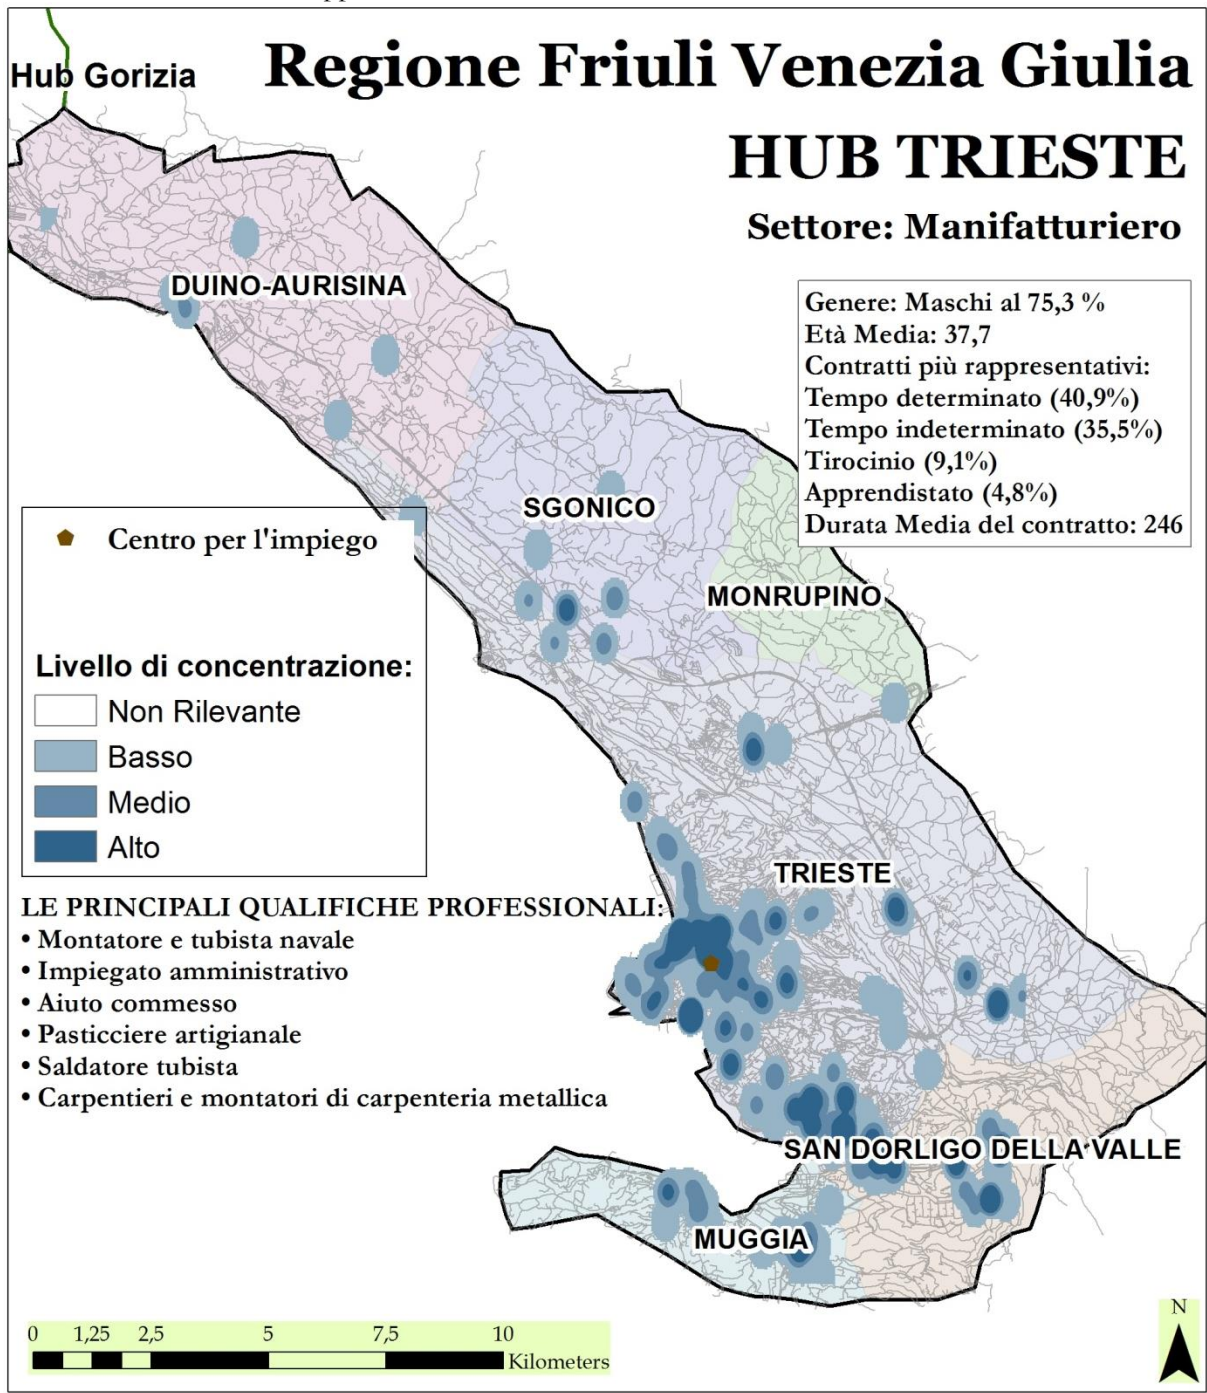 Hub Gorizia
Regione Friuli Venezia Giulia
HUB TRIESTE
Settore: Manifatturiero
Genere: Maschi al 75,3 %
Età Media: 37,7
Contratti più rappresentativi:
Tempo determinato (40,9%)
Tempo indeterminato (35,5%)
Tirocinio (9,1%)
Apprendistato (4,8%)
Durata Media del contratto: 246
DUINO-AURISINA
SGONICO
MONRUPINO
TRIESTE
SAN DORLIGO DELLA VALLE
MUGGIA
Centro per l'impiego
Livello di concentrazione:
Non Rilevante
Basso
Medio
Alto
LE PRINCIPALI QUALIFICHE PROFESSIONALI:
• Montatore e tubista navale
• Impiegato amministrativo
• Aiuto commesso
• Pasticciere artigianale
• Saldatore tubista
• Carpentieri e montatori di carpenteria metallica
0 1,25 2,5 5 7,5 10
Kilometers
N